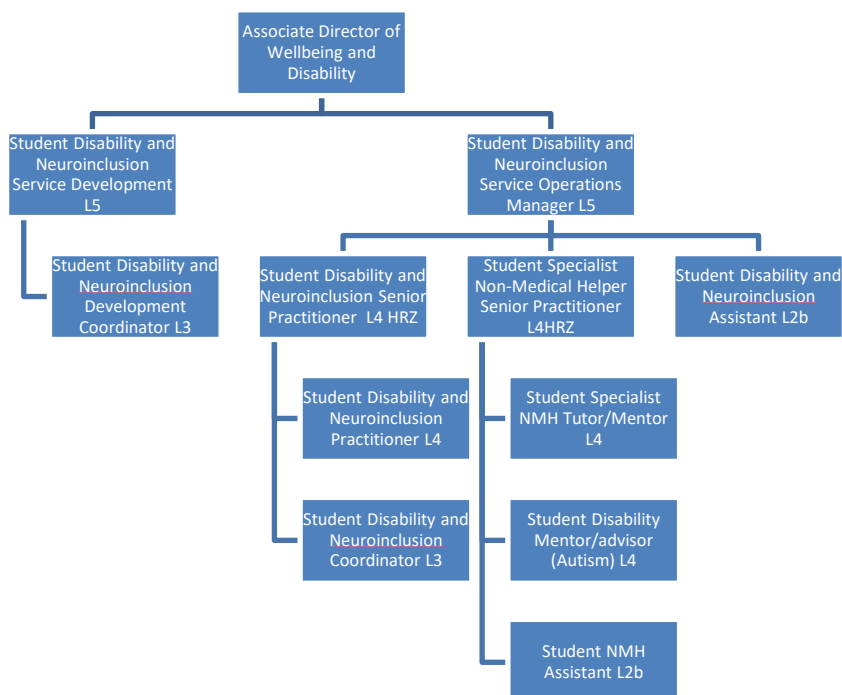 Associate Director of
Wellbeing and
Disability
Student Disability and
Neuroinclusion
Service Development
L5
Student Disability and
Neuroinclusion
Service Operations
Manager L5
Student Disability and
Neuroinclusion
Development
Coordinator L3
Student Disability and
Neuroinclusion Senior
Practitioner L4 HRZ
Student Specialist
Non-Medical Helper
Senior Practitioner
L4HRZ
Student Disability and
Neuroinclusion
Assistant L2b
Student Disability and
Neuroinclusion
Practitioner L4
Student Specialist
NMH Tutor/Mentor
L4
Student Disability and
Neuroinclusion
Coordinator L3
Student Disability
Mentor/advisor
(Autism) L4
Student NMH
Assistant L2b